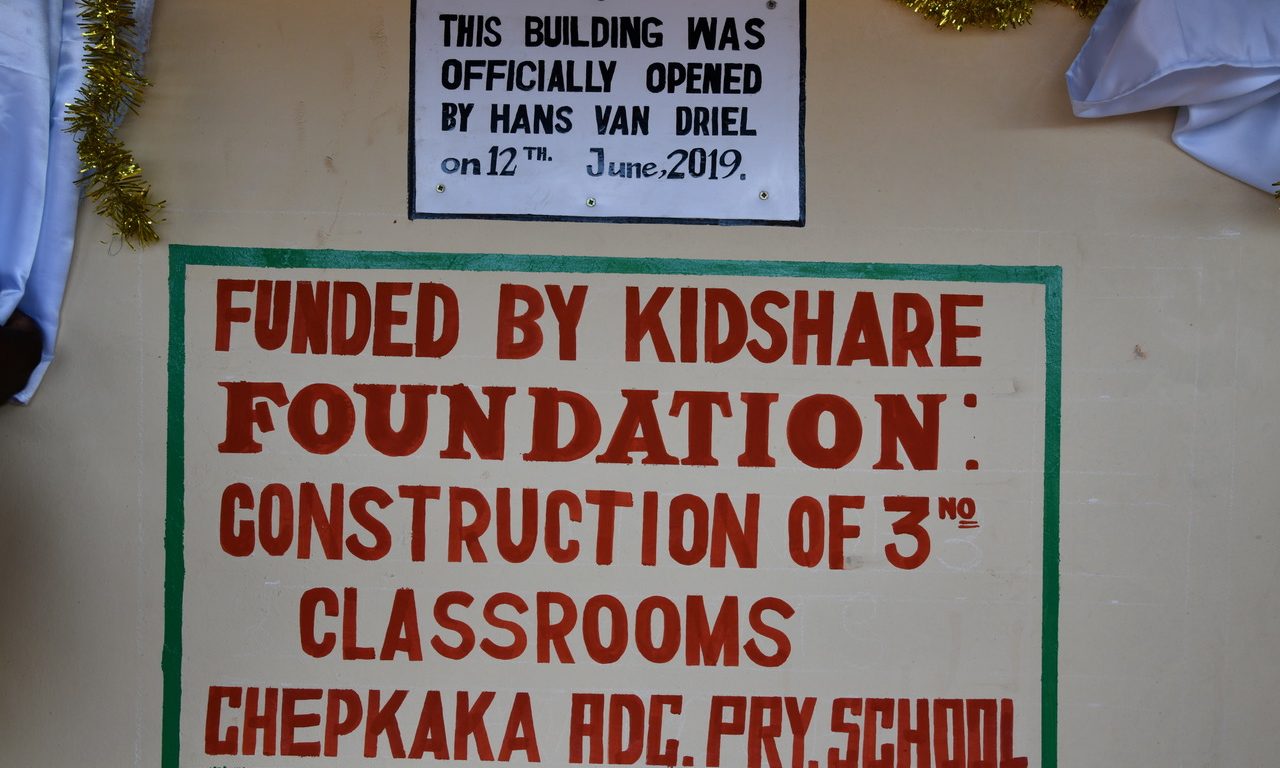 THIS BUILDING WAS
OFFICIALLY OPENED
BY HANS VAN DRIEL
on 12TH. June, 2019.
FUNDED BY KIDSHARE
FOUNDATION:
CONSTRUCTION OF 3NO
CLASSROOMS
CHEPKAKA ADC. PRY. SCHOOL